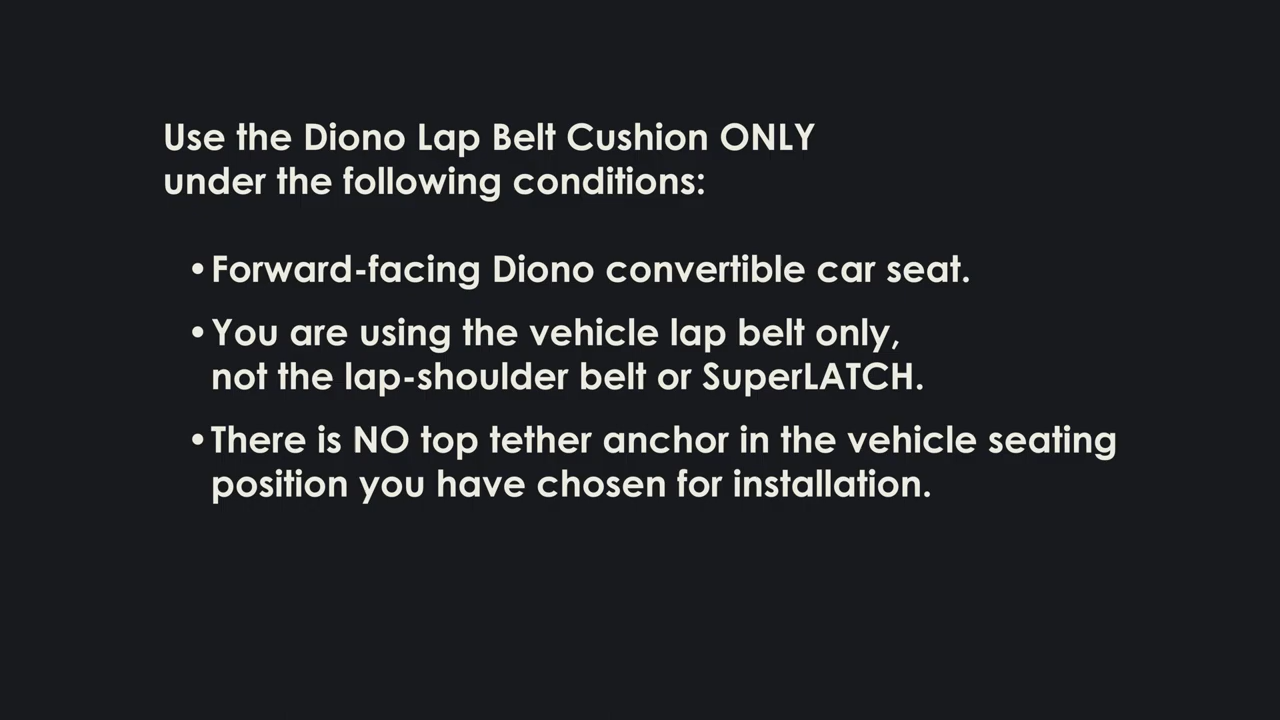 Use the Diono Lap Belt Cushion ONLY
under the following conditions:
•Forward-facing Diono convertible car seat.
•You are using the vehicle lap belt only,
not the lap-shoulder belt or SuperLATCH.
•There is NO top tether anchor in the vehicle seating
position you have chosen for installation.